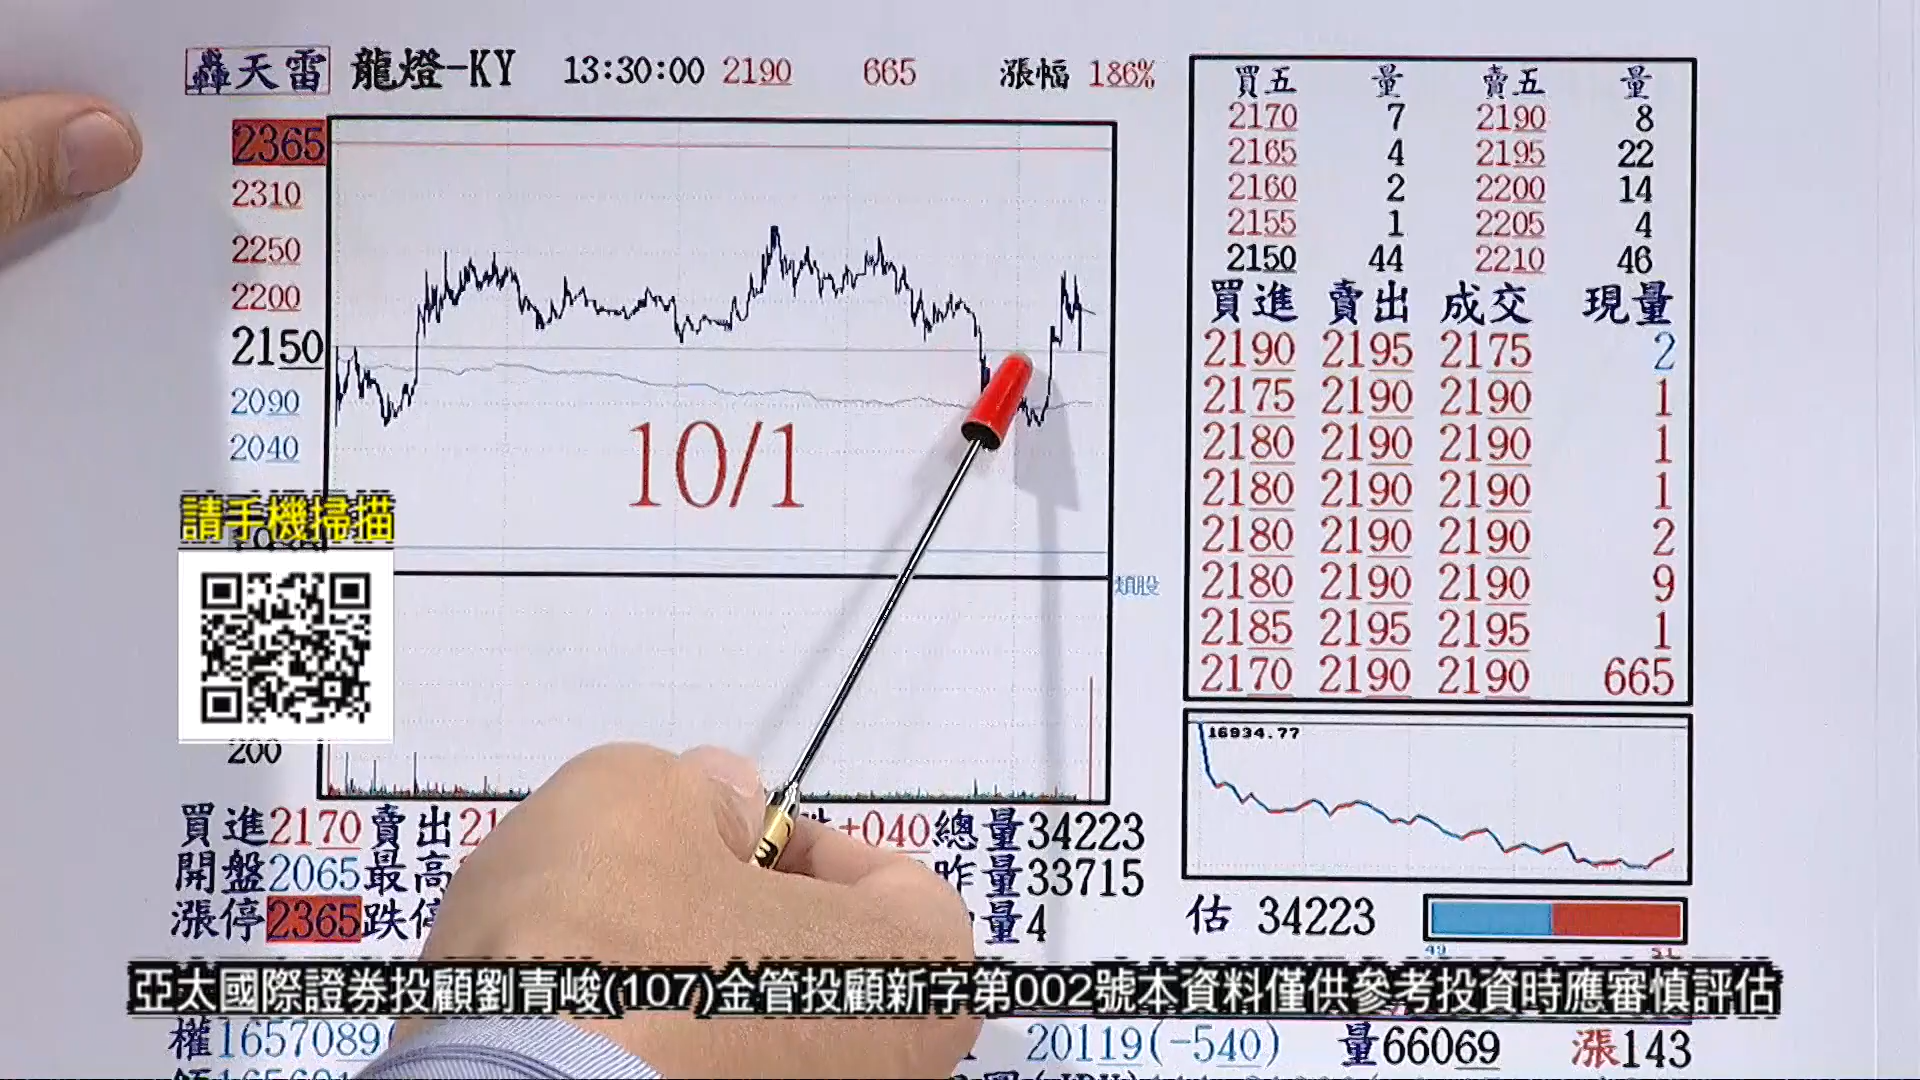 轟天雷 龍燈-KY 13:30:00 2190 665 漲幅 186%
2365
2310
2250
2200
2150
2090
2040
10/1
請手機掃描
類股
200
買五 量 賣五 量
2170 7 2190 8
2165 4 2195 22
2160 2 2200 14
2155 1 2205 4
2150 44 2210 46
買進 賣出 成交 現量
2190 2195 2175 2
2175 2190 2190 1
2180 2190 2190 1
2180 2190 2190 1
2180 2190 2190 2
2180 2190 2190 9
2185 2195 2195 1
2170 2190 2190 665
16934.77
買進2170 賣出21 +040 總量34223
開盤2065 最高 昨量33715
漲停2365 跌停 量4
估 34223
49 51
亞太國際證券投顧劉青峻(107)金管投顧新字第002號本資料僅供參考投資時應審慎評估
權1657089( 20119(-540) 量66069 漲143